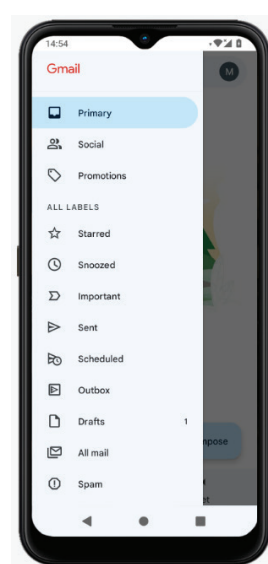 14:54
Gmail
M
Primary
Social
Promotions
ALL LABELS
Starred
Snoozed
Important
Sent
Scheduled
Outbox
Drafts 1
All mail
Spam